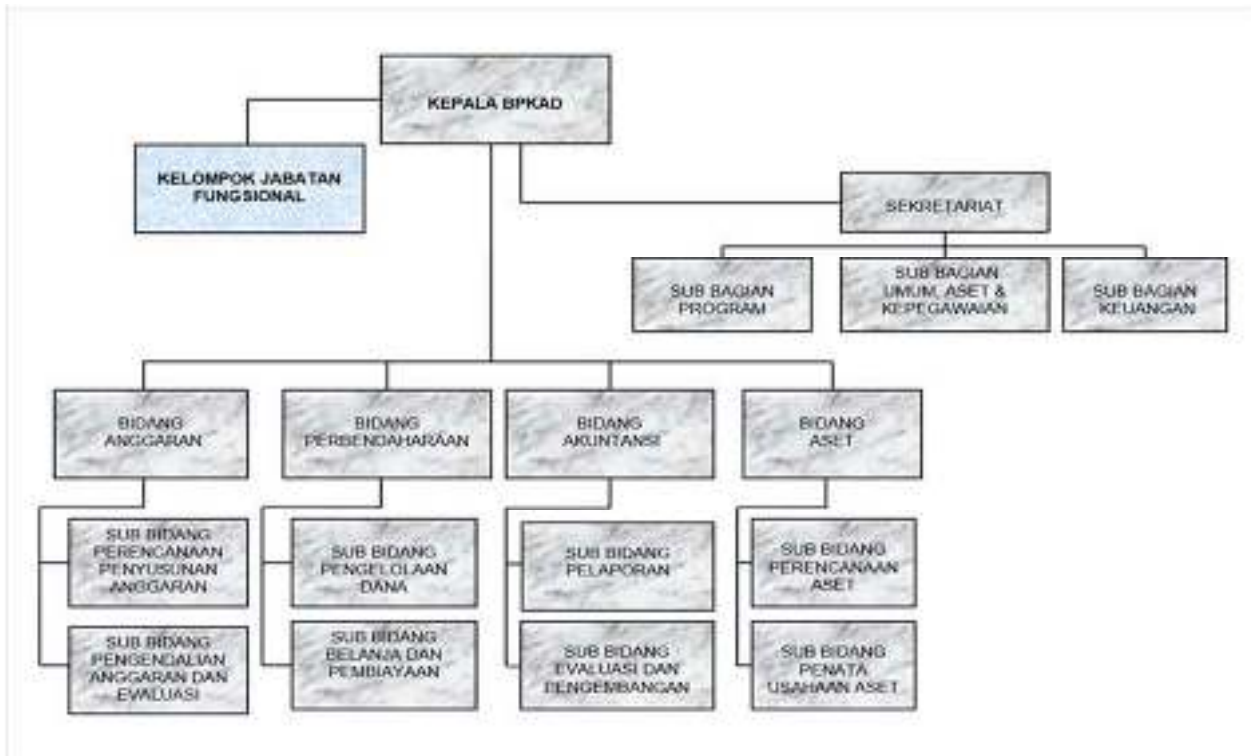 KEPALA BPKAD
KELOMPOK JABATAN
FUNGSIONAL
SEKRETARIAT
SUB BAGIAN
PROGRAM
SUB BAGIAN
UMUM, ASET &
KEPEGAWAIAN
SUB BAGIAN
KEUANGAN
BIDANG
ANGGARAN
BIDANG
PERBENDAHARAAN
BIDANG
AKUNTANSI
BIDANG
ASET
SUB BIDANG
PERENCANAAN
PENYUSUNAN
ANGGARAN
SUB BIDANG
PENGELOLAAN
DANA
SUB BIDANG
PELAPORAN
SUB BIDANG
PERENCANAAN
ASET
SUB BIDANG
PENGENDALIAN
ANGGARAN DAN
EVALUASI
SUB BIDANG
BELANJA DAN
PEMBIAYAAN
SUB BIDANG
EVALUASI DAN
PENGEMBANGAN
SUB BIDANG
PENATA
USAHAAN ASET